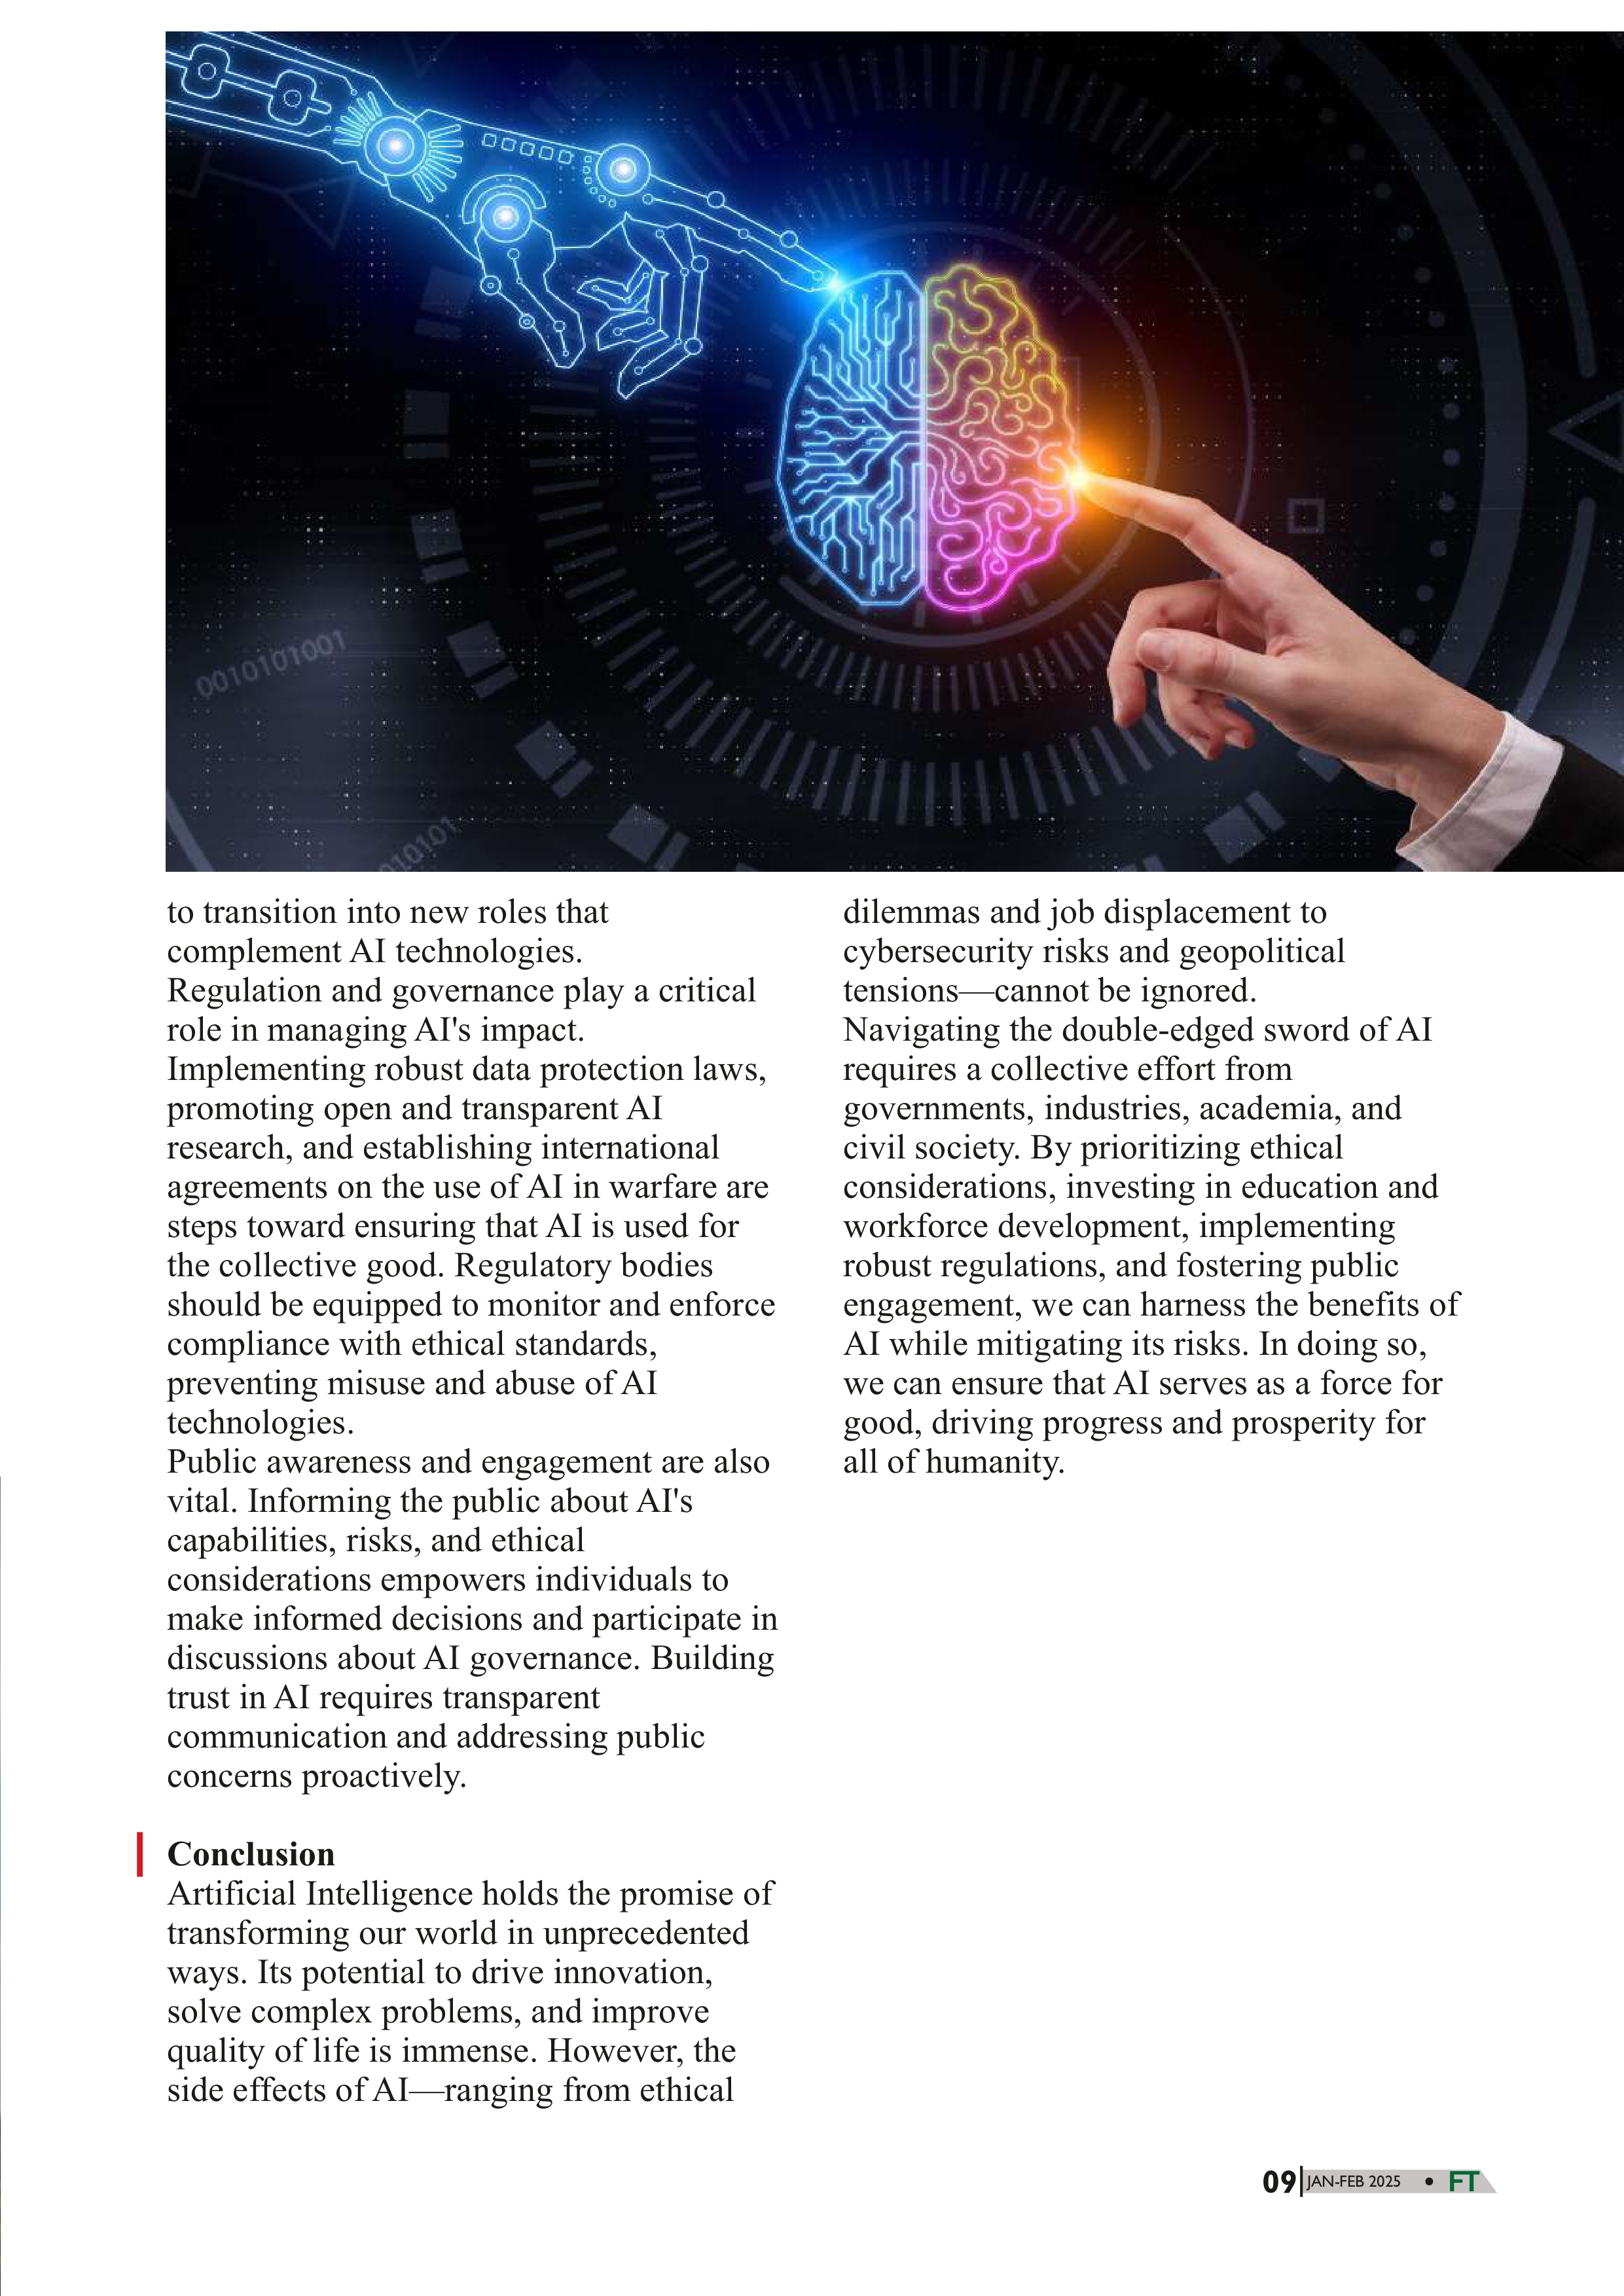 0010101001
010101
to transition into new roles that
complement AI technologies.
Regulation and governance play a critical
role in managing AI's impact.
Implementing robust data protection laws,
promoting open and transparent AI
research, and establishing international
agreements on the use of AI in warfare are
steps toward ensuring that AI is used for
the collective good. Regulatory bodies
should be equipped to monitor and enforce
compliance with ethical standards,
preventing misuse and abuse of AI
technologies.
Public awareness and engagement are also
vital. Informing the public about AI's
capabilities, risks, and ethical
considerations empowers individuals to
make informed decisions and participate in
discussions about AI governance. Building
trust in AI requires transparent
communication and addressing public
concerns proactively.
Conclusion
Artificial Intelligence holds the promise of
transforming our world in unprecedented
ways. Its potential to drive innovation,
solve complex problems, and improve
quality of life is immense. However, the
side effects of AI—ranging from ethical
dilemmas and job displacement to
cybersecurity risks and geopolitical
tensions—cannot be ignored.
Navigating the double-edged sword of AI
requires a collective effort from
governments, industries, academia, and
civil society. By prioritizing ethical
considerations, investing in education and
workforce development, implementing
robust regulations, and fostering public
engagement, we can harness the benefits of
AI while mitigating its risks. In doing so,
we can ensure that AI serves as a force for
good, driving progress and prosperity for
all of humanity.
09 JAN-FEB 2025 • FT